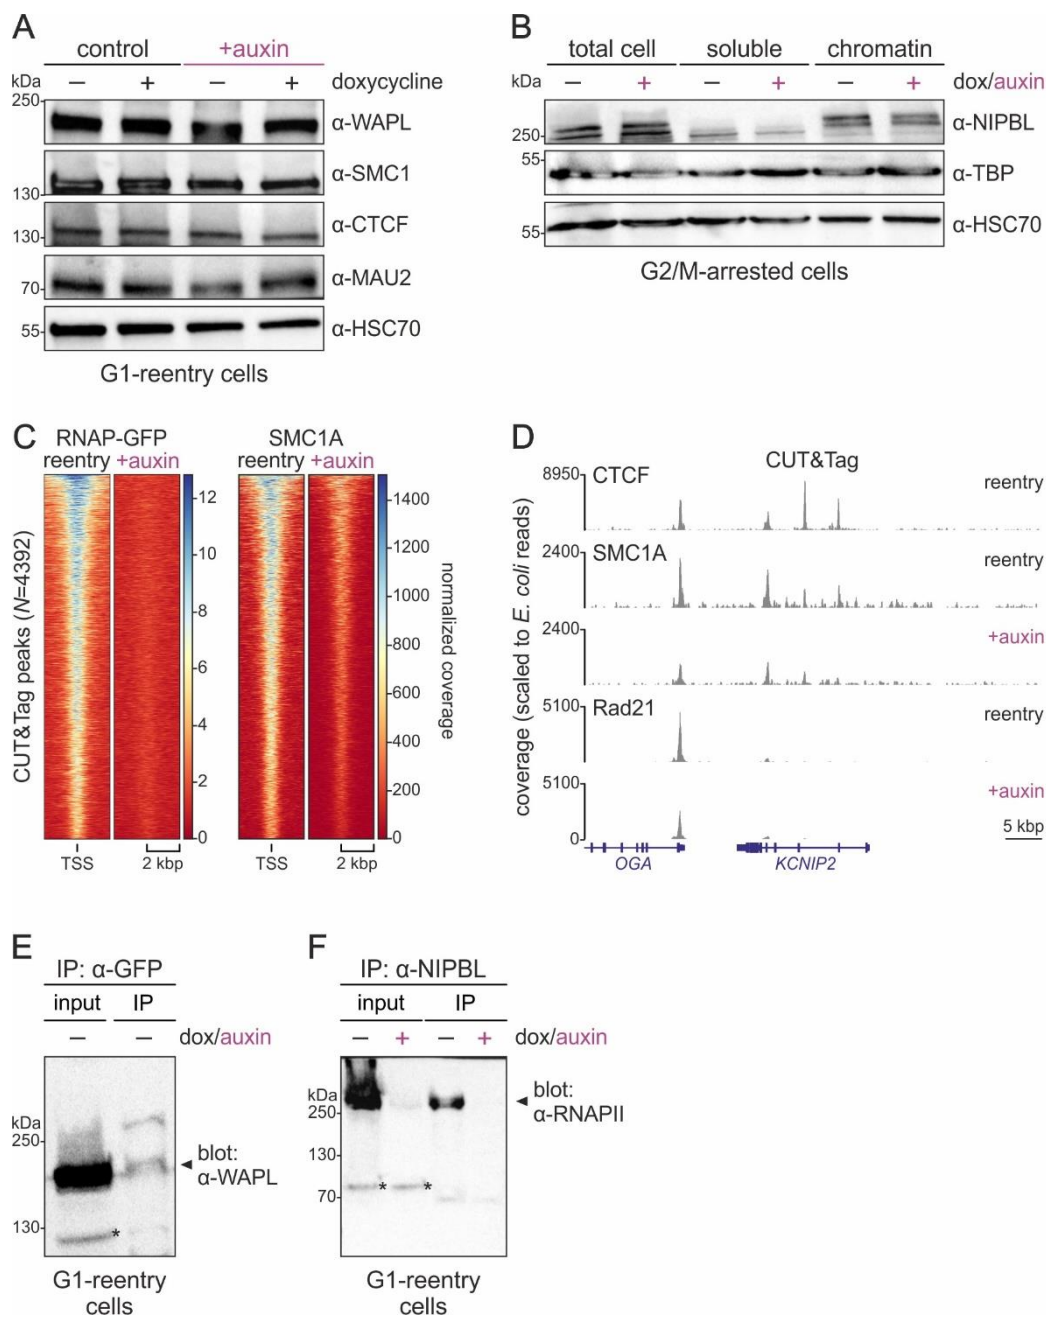 A
control +auxin
kDa − + − + doxycycline
250
α-WAPL
α-SMC1
130
α-CTCF
130
α-MAU2
70
α-HSC70
55
G1-reentry cells
B
total cell soluble chromatin
kDa − + − + − + dox/auxin
α-NIPBL
250
55
α-TBP
α-HSC70
55
G2/M-arrested cells
C
RNAP-GFP SMC1A
reentry +auxin reentry +auxin
CUT&Tag peaks (N=4392)
12
10
8
6
4
2
0
1400
1200
1000
800
600
400
200
0
normalized coverage
TSS 2 kbp TSS 2 kbp
D
CUT&Tag
coverage (scaled to E. coli reads)
8950 CTCF reentry
2400 SMC1A reentry
2400 +auxin
5100 Rad21 reentry
5100 +auxin
0 5 kbp
OGA KCNIP2
E
IP: α-GFP
input IP
− − dox/auxin
kDa
250
blot:
α-WAPL
130
*
G1-reentry
cells
F
IP: α-NIPBL
input IP
− + − + dox/auxin
kDa
250
blot:
α-RNAPII
130
70
* *
G1-reentry
cells